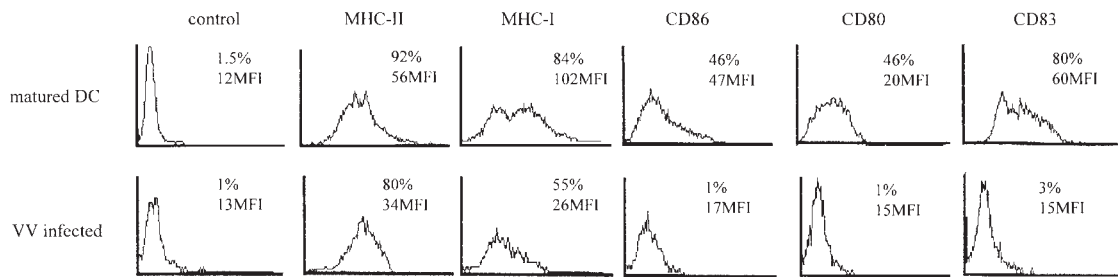 control MHC-II MHC-I CD86 CD80 CD83
matured DC
1.5% 92% 84% 46% 46% 80%
12MFI 56MFI 102MFI 47MFI 20MFI 60MFI
VV infected
1% 80% 55% 1% 1% 3%
13MFI 34MFI 26MFI 17MFI 15MFI 15MFI